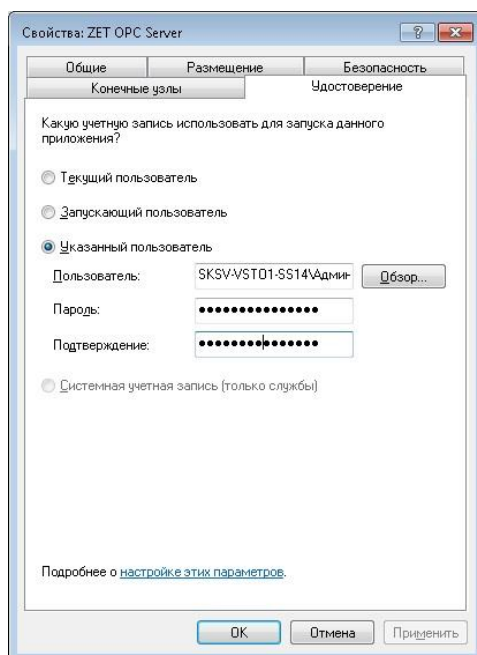 Свойства: ZET OPC Server
Общие Размещение Безопасность
Конечные узлы Удостоверение
Какую учетную запись использовать для запуска данного
приложения?
Текущий пользователь
Запускающий пользователь
Указанный пользователь
Пользователь: SKSV-VST01-SS14\Админ Обзор...
Пароль: ●●●●●●●●●●●●●●●
Подтверждение: ●●●●●●●●●●●●●●●
Системная учетная запись (только службы)
Подробнее о настройке этих параметров.
OK Отмена Применить